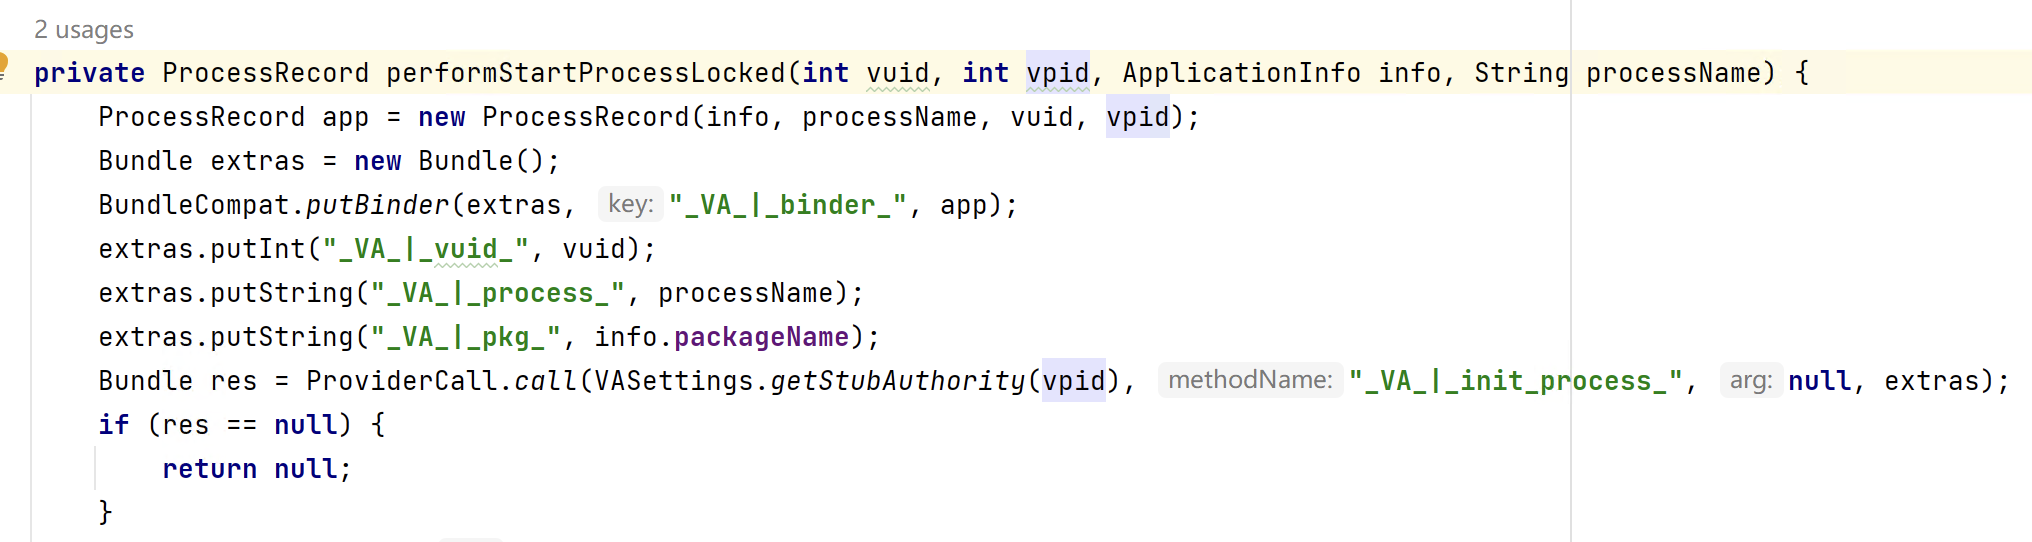 2 usages
private ProcessRecord performStartProcessLocked(int vuid, int vpid, ApplicationInfo info, String processName) {
ProcessRecord app = new ProcessRecord(info, processName, vuid, vpid);
Bundle extras = new Bundle();
BundleCompat.putBinder(extras, key: "_VA_|_binder_", app);
extras.putInt("_VA_|_vuid_", vuid);
extras.putString("_VA_|_process_", processName);
extras.putString("_VA_|_pkg_", info.packageName);
Bundle res = ProviderCall.call(VASettings.getStubAuthority(vpid), methodName: "_VA_|_init_process_", arg: null, extras);
if (res == null) {
return null;
}